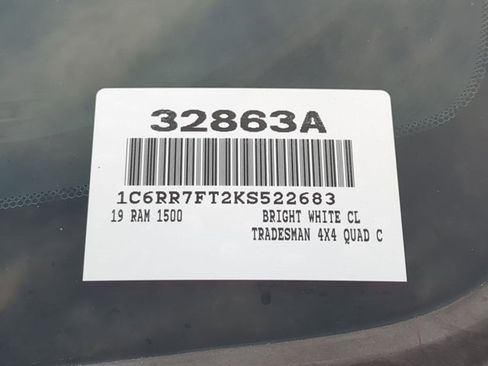 32863A
1C6RR7FT2KS522683
19 RAM 1500 BRIGHT WHITE CL
TRADESMAN 4X4 QUAD C